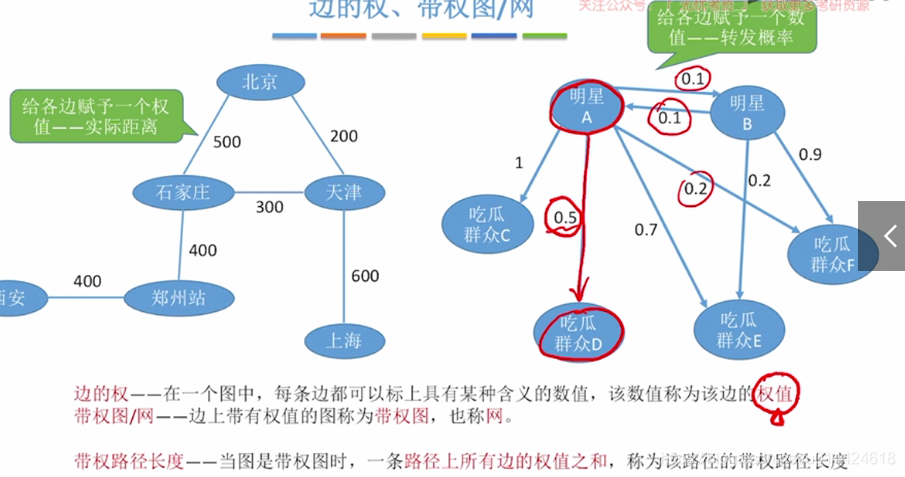 边的权、带权图/网
关注公众号
考研资源
给各边赋予一个数
值——转发概率
给各边赋予一个权
值——实际距离
北京
500
200
石家庄
300
天津
400
600
西安
400
郑州站
上海
明星
A
0.1
0.1
明星
B
1
0.5
0.7
0.2
0.2
0.9
吃瓜
群众C
吃瓜
群众D
吃瓜
群众E
吃瓜
群众F
边的权——在一个图中，每条边都可以标上具有某种含义的数值，该数值称为该边的权值
带权图/网——边上带有权值的图称为带权图，也称网。
带权路径长度——当图是带权图时，一条路径上所有边的权值之和，称为该路径的带权路径长度